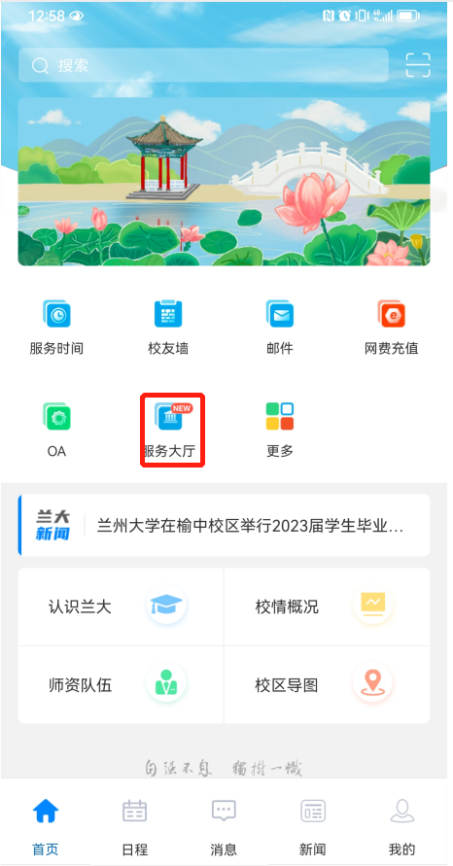 12:58
搜索
服务时间 校友墙 邮件 网费充值
NEW
OA 服务大厅 更多
兰大
新闻
兰州大学在榆中校区举行2023届学生毕业...
认识兰大 校情概况
师资队伍 校区导图
自强不息 独树一帜
首页 日程 消息 新闻 我的